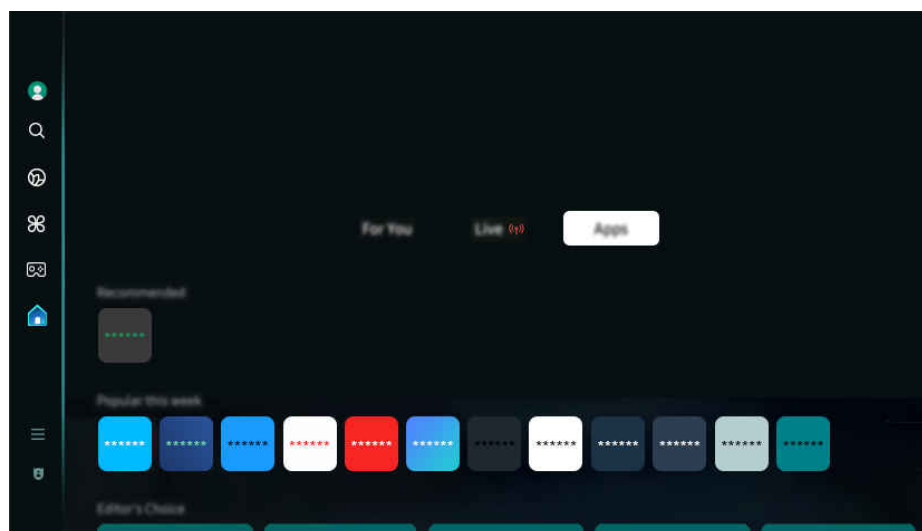 For You
Live
Apps
Recommended
******
Popular this week
****** ****** ****** ****** ****** ****** ****** ****** ****** ****** ****** ******
Editor's Choice